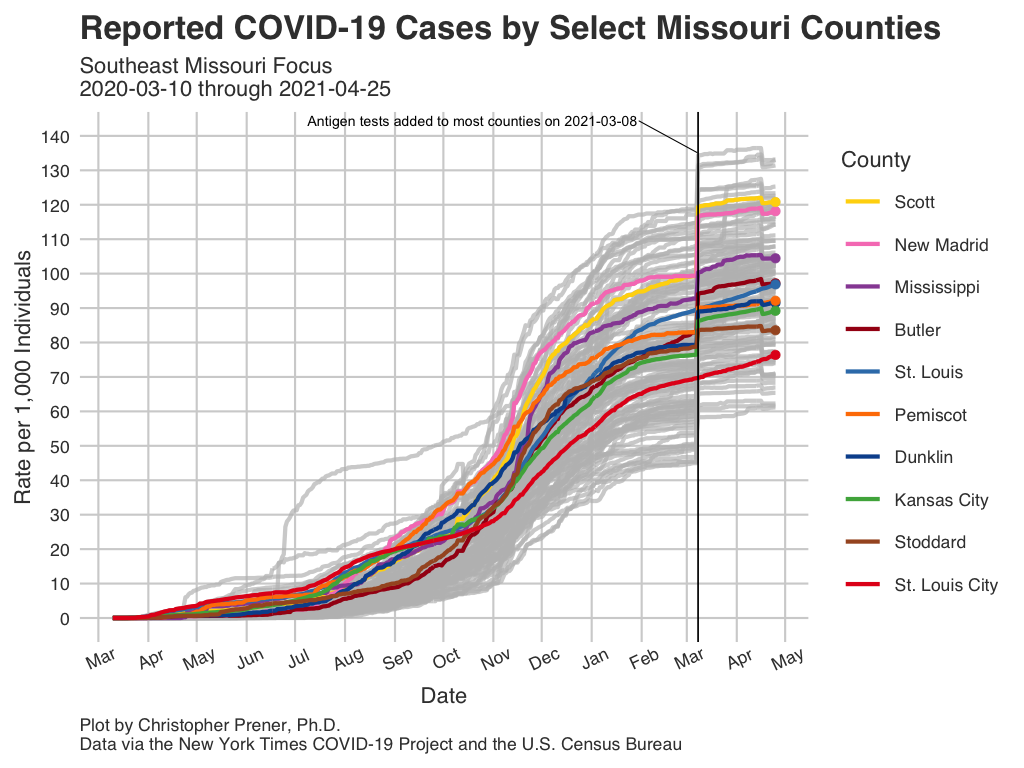 Reported COVID-19 Cases by Select Missouri Counties
Southeast Missouri Focus
2020-03-10 through 2021-04-25
Antigen tests added to most counties on 2021-03-08
Rate per 1,000 Individuals
140
130
120
110
100
90
80
70
60
50
40
30
20
10
0
Mar Apr May Jun Jul Aug Sep Oct Nov Dec Jan Feb Mar Apr May
Date
County
Scott
New Madrid
Mississippi
Butler
St. Louis
Pemiscot
Dunklin
Kansas City
Stoddard
St. Louis City
Plot by Christopher Prener, Ph.D.
Data via the New York Times COVID-19 Project and the U.S. Census Bureau